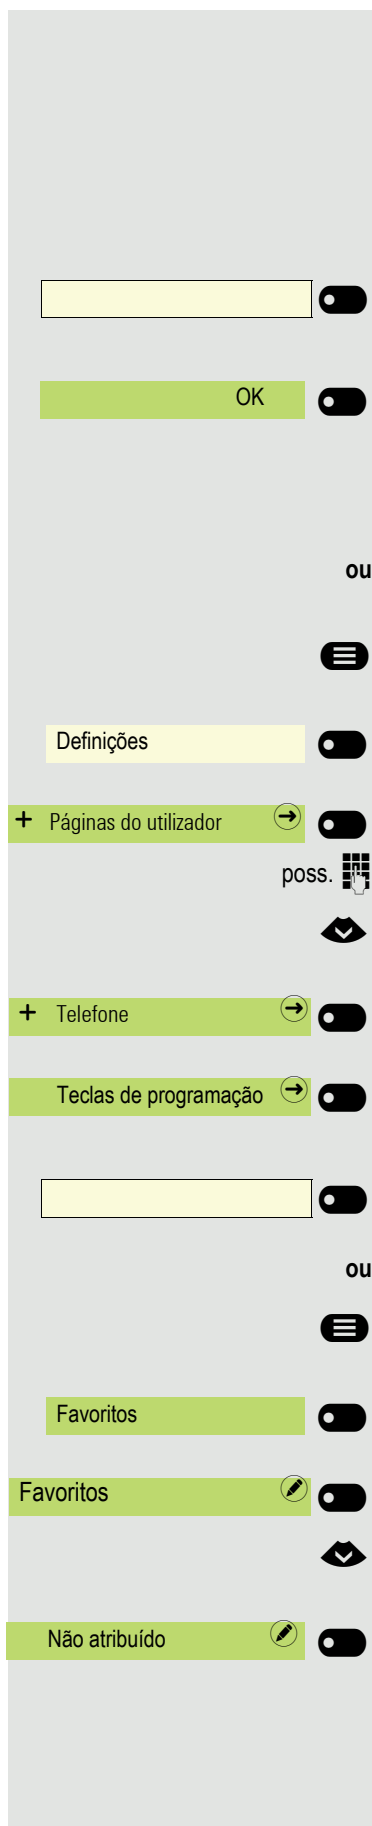 OK
ou
Definições
+ Páginas do utilizador
poss.
+ Telefone
Teclas de programação
ou
Favoritos
Favoritos
Não atribuído